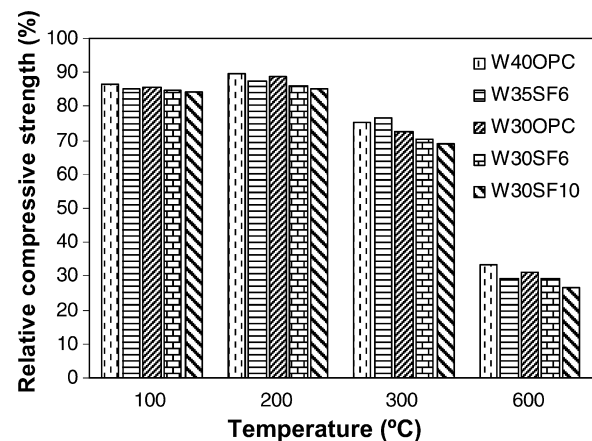 Relative compressive strength (%)
100
90
80
70
60
50
40
30
20
10
0
W40OPC
W35SF6
W30OPC
W30SF6
W30SF10
100 200 300 600
Temperature (ºC)